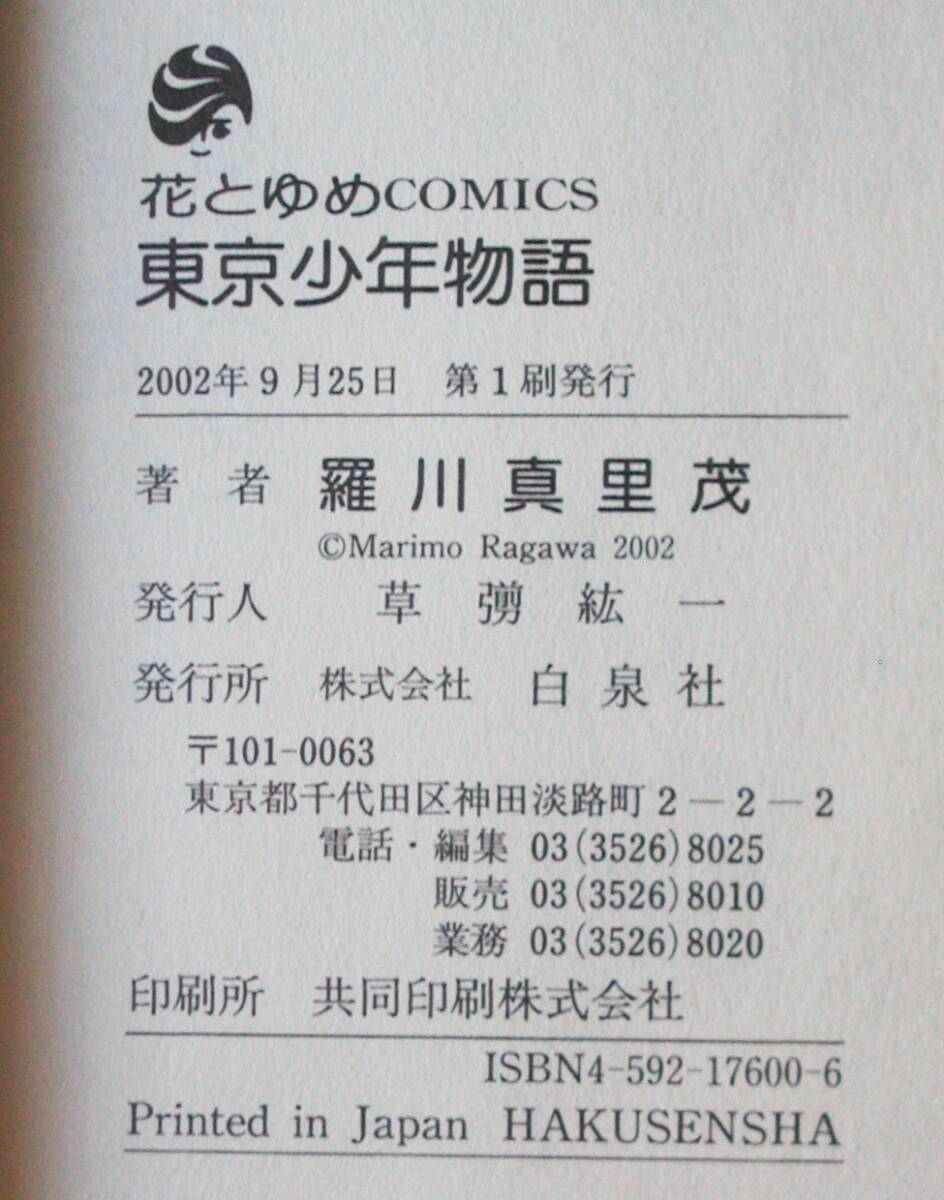 花とゆめCOMICS
東京少年物語
2002年9月25日 第1刷発行
著者 羅川真里茂
©Marimo Ragawa 2002
発行人 草彅紘一
発行所 株式会社 白泉社
〒101-0063
東京都千代田区神田淡路町2―2―2
電話・編集 03(3526)8025
販売 03(3526)8010
業務 03(3526)8020
印刷所 共同印刷株式会社
ISBN4-592-17600-6
Printed in Japan HAKUSENSHA